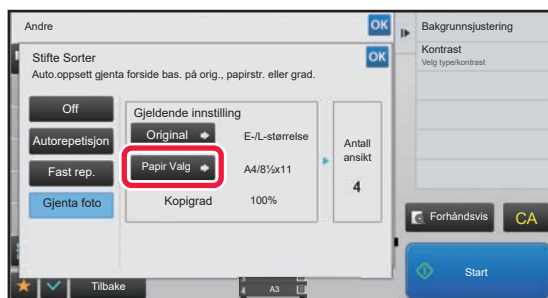 Andre
OK
Stifte Sorter
OK
Auto.oppsett gjenta forside bas. på orig., papirstr. eller grad.
Off
Autorepetisjon
Fast rep.
Gjenta foto
Gjeldende innstilling
Original
E-/L-størrelse
Papir Valg
A4/8½x11
Kopigrad
100%
Antall
ansikt
4
Bakgrunnsjustering
Kontrast
Velg type/kontrast
Forhåndsvis
CA
Start
Tilbake
4
A3